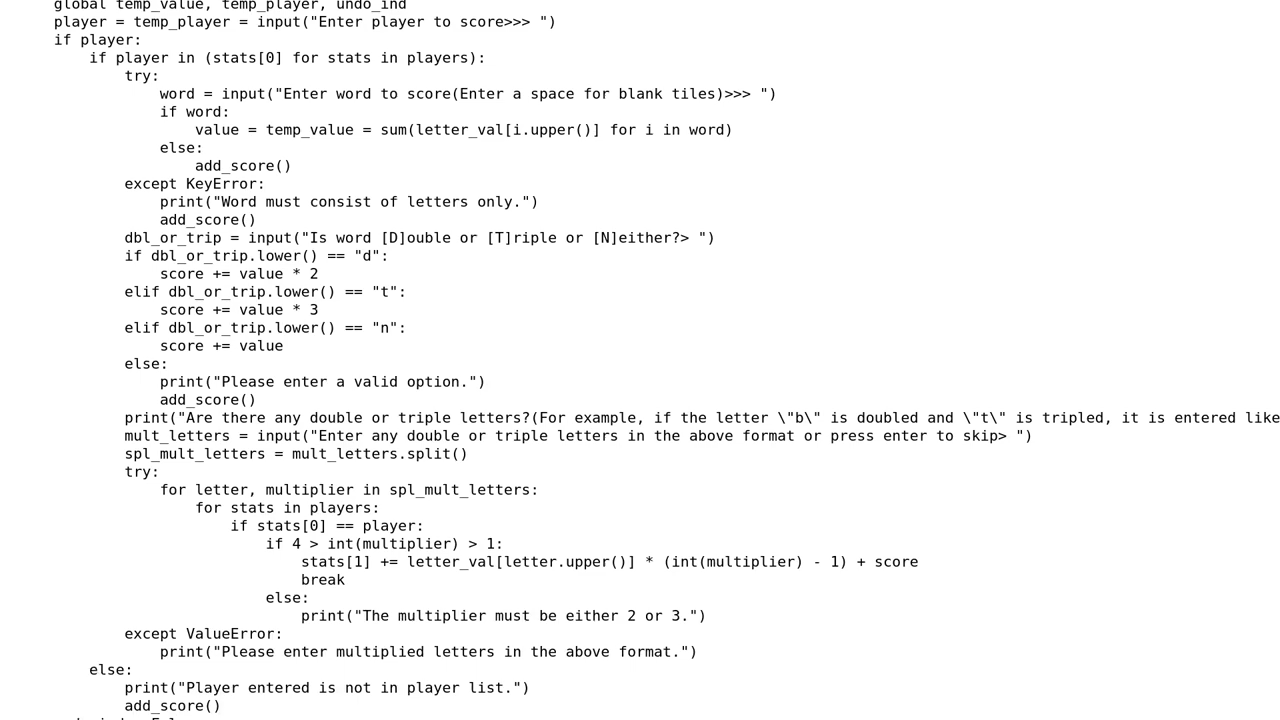 global temp_value, temp_player, undo_ind
player = temp_player = input("Enter player to score>>> ")
if player:
if player in (stats[0] for stats in players):
try:
word = input("Enter word to score(Enter a space for blank tiles)>>> ")
if word:
value = temp_value = sum(letter_val[i.upper()] for i in word)
else:
add_score()
except KeyError:
print("Word must consist of letters only.")
add_score()
dbl_or_trip = input("Is word [D]ouble or [T]riple or [N]either?> ")
if dbl_or_trip.lower() == "d":
score += value * 2
elif dbl_or_trip.lower() == "t":
score += value * 3
elif dbl_or_trip.lower() == "n":
score += value
else:
print("Please enter a valid option.")
add_score()
print("Are there any double or triple letters?(For example, if the letter \"b\" is doubled and \"t\" is tripled, it is entered like
mult_letters = input("Enter any double or triple letters in the above format or press enter to skip> ")
spl_mult_letters = mult_letters.split()
try:
for letter, multiplier in spl_mult_letters:
for stats in players:
if stats[0] == player:
if 4 > int(multiplier) > 1:
stats[1] += letter_val[letter.upper()] * (int(multiplier) - 1) + score
break
else:
print("The multiplier must be either 2 or 3.")
except ValueError:
print("Please enter multiplied letters in the above format.")
else:
print("Player entered is not in player list.")
add_score()